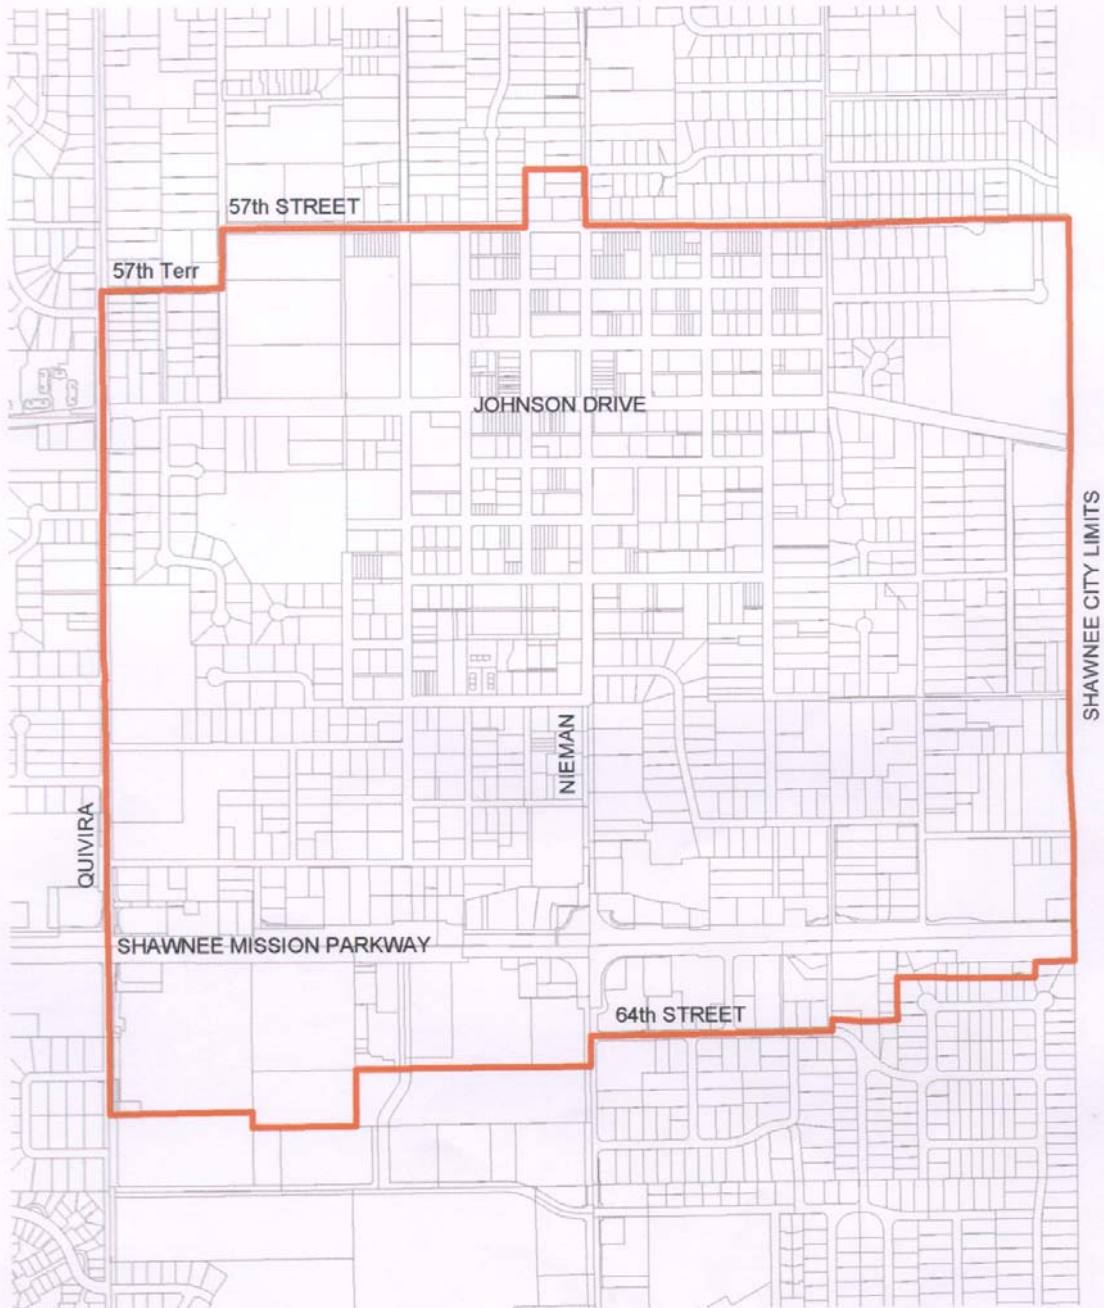 57th STREET
57th Terr
JOHNSON DRIVE
SHAWNEE CITY LIMITS
NIEMAN
QUIVIRA
SHAWNEE MISSION PARKWAY
64th STREET